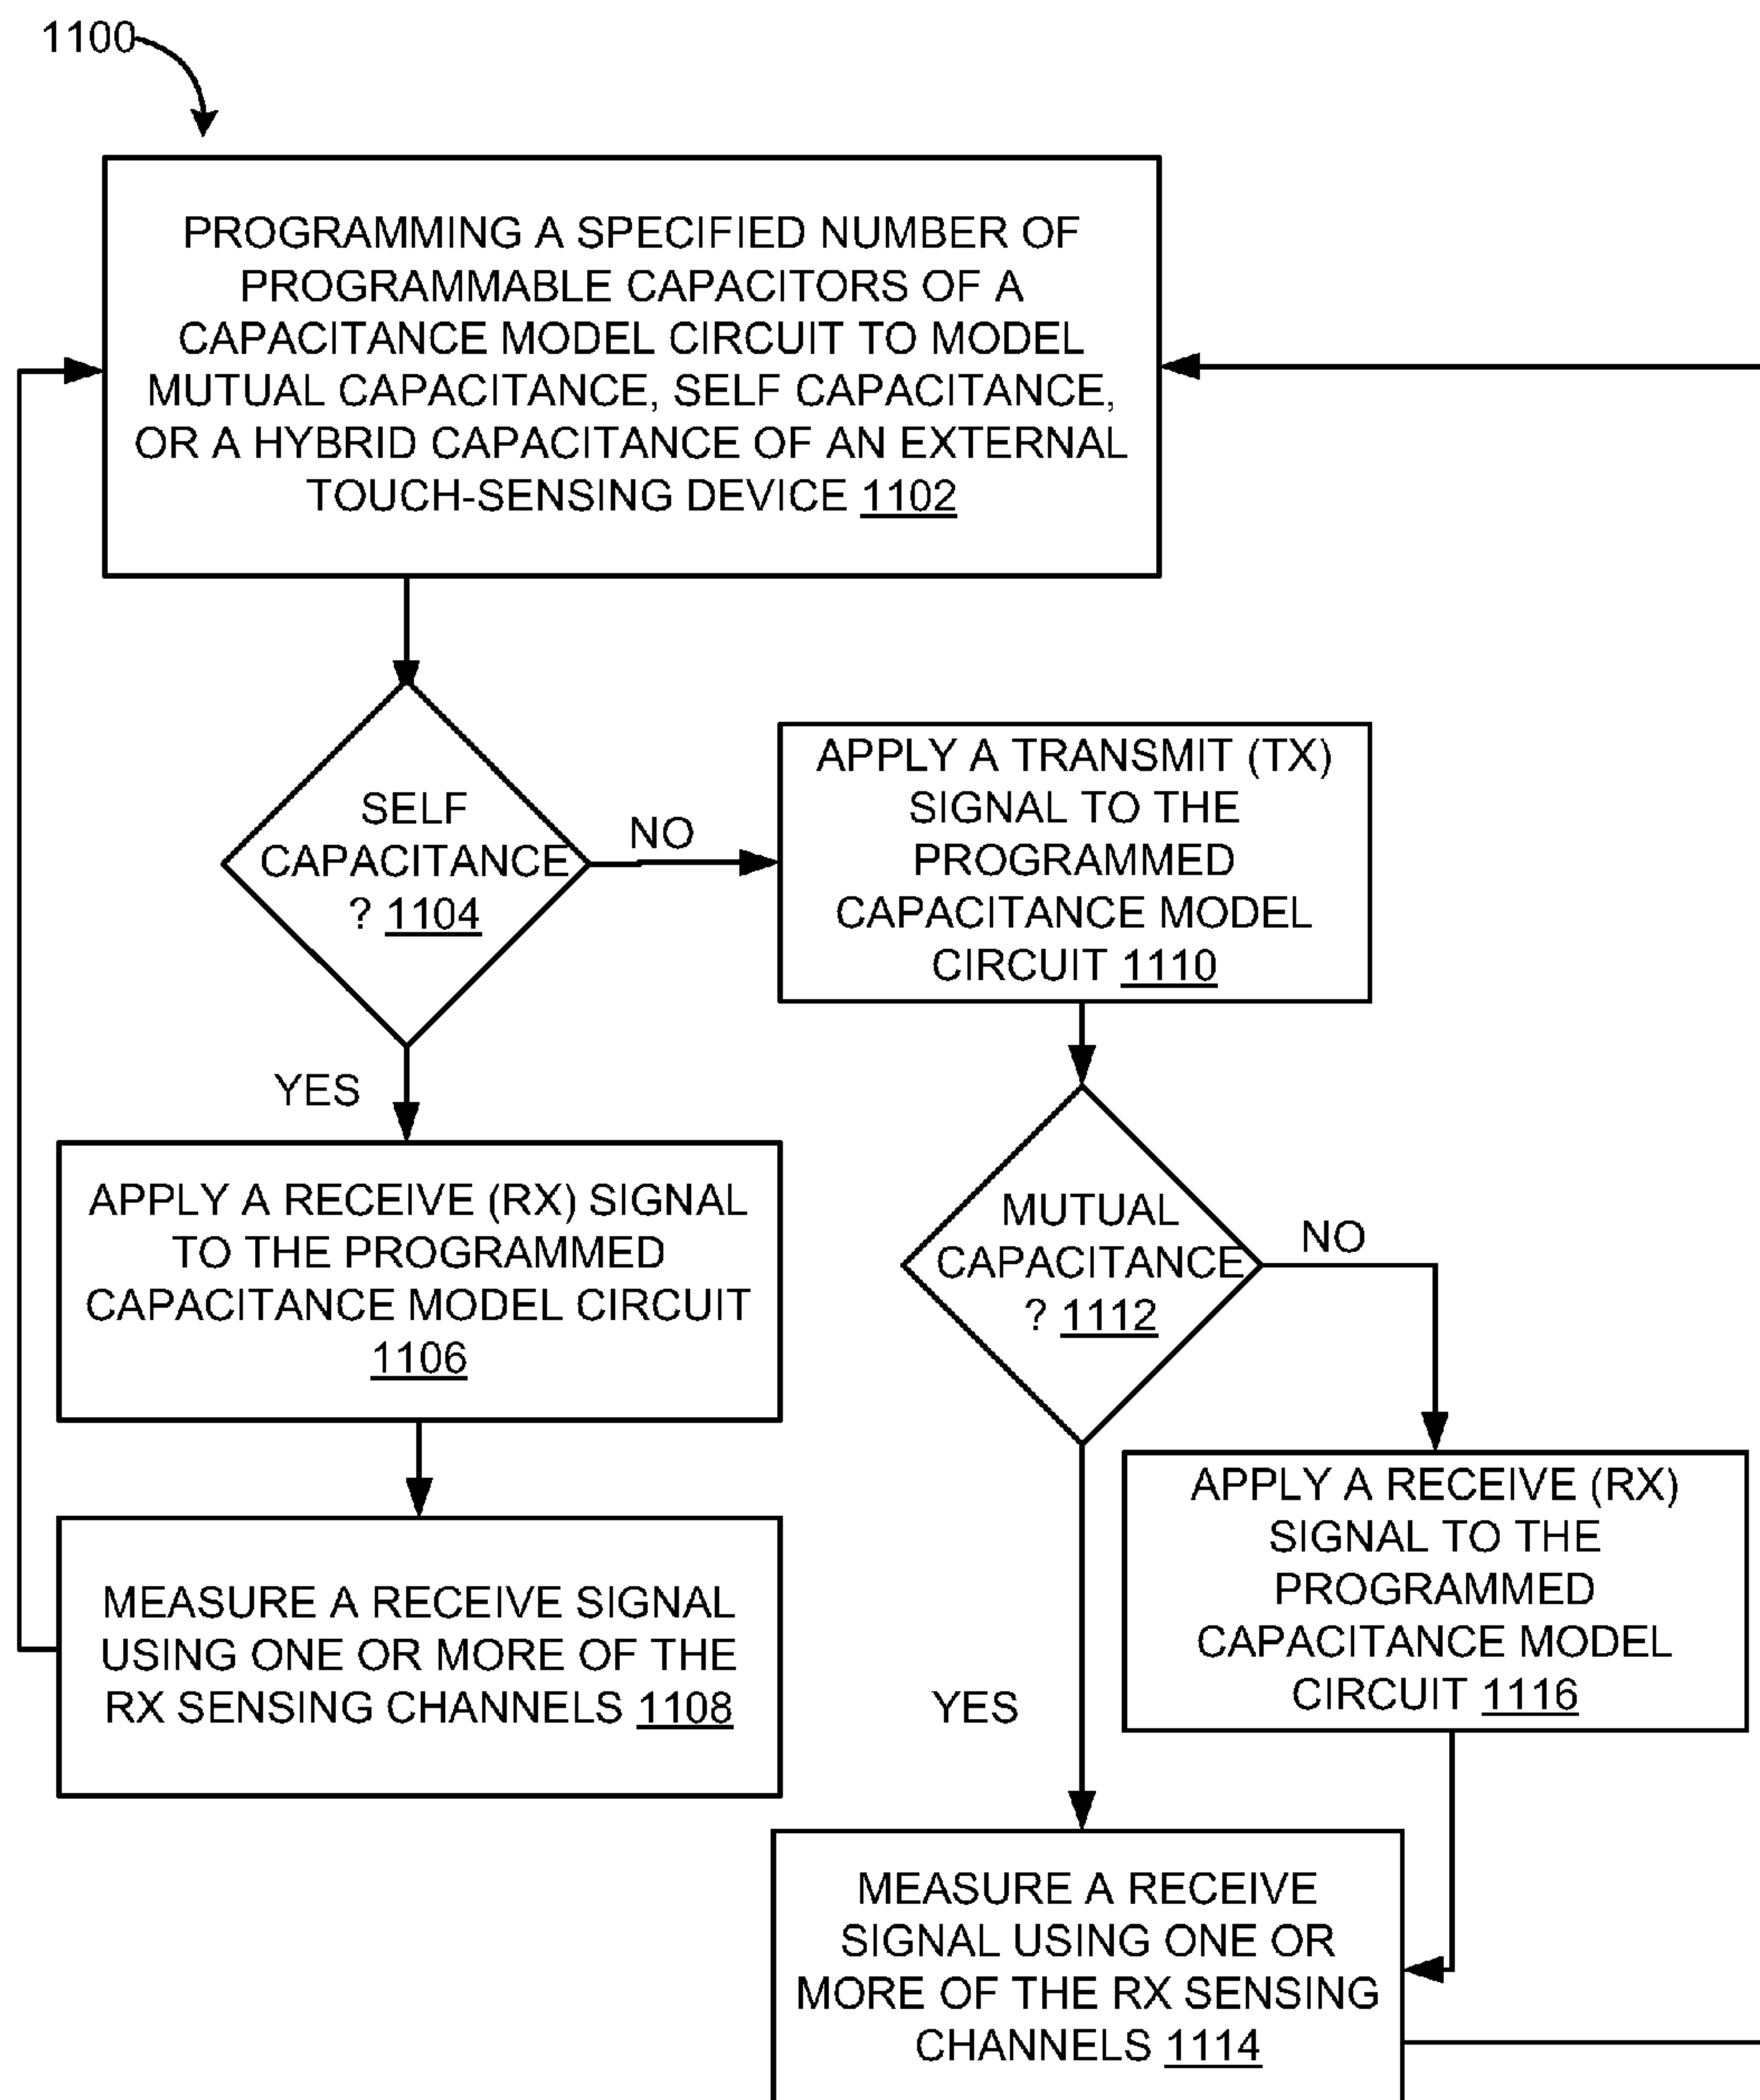 1100
PROGRAMMING A SPECIFIED NUMBER OF
PROGRAMMABLE CAPACITORS OF A
CAPACITANCE MODEL CIRCUIT TO MODEL
MUTUAL CAPACITANCE, SELF CAPACITANCE,
OR A HYBRID CAPACITANCE OF AN EXTERNAL
TOUCH-SENSING DEVICE 1102
SELF
CAPACITANCE
? 1104
NO
APPLY A TRANSMIT (TX)
SIGNAL TO THE
PROGRAMMED
CAPACITANCE MODEL
CIRCUIT 1110
YES
APPLY A RECEIVE (RX) SIGNAL
TO THE PROGRAMMED
CAPACITANCE MODEL CIRCUIT
1106
MUTUAL
CAPACITANCE
? 1112
NO
MEASURE A RECEIVE SIGNAL
USING ONE OR MORE OF THE
RX SENSING CHANNELS 1108
APPLY A RECEIVE (RX)
SIGNAL TO THE
PROGRAMMED
CAPACITANCE MODEL
CIRCUIT 1116
YES
MEASURE A RECEIVE
SIGNAL USING ONE OR
MORE OF THE RX SENSING
CHANNELS 1114